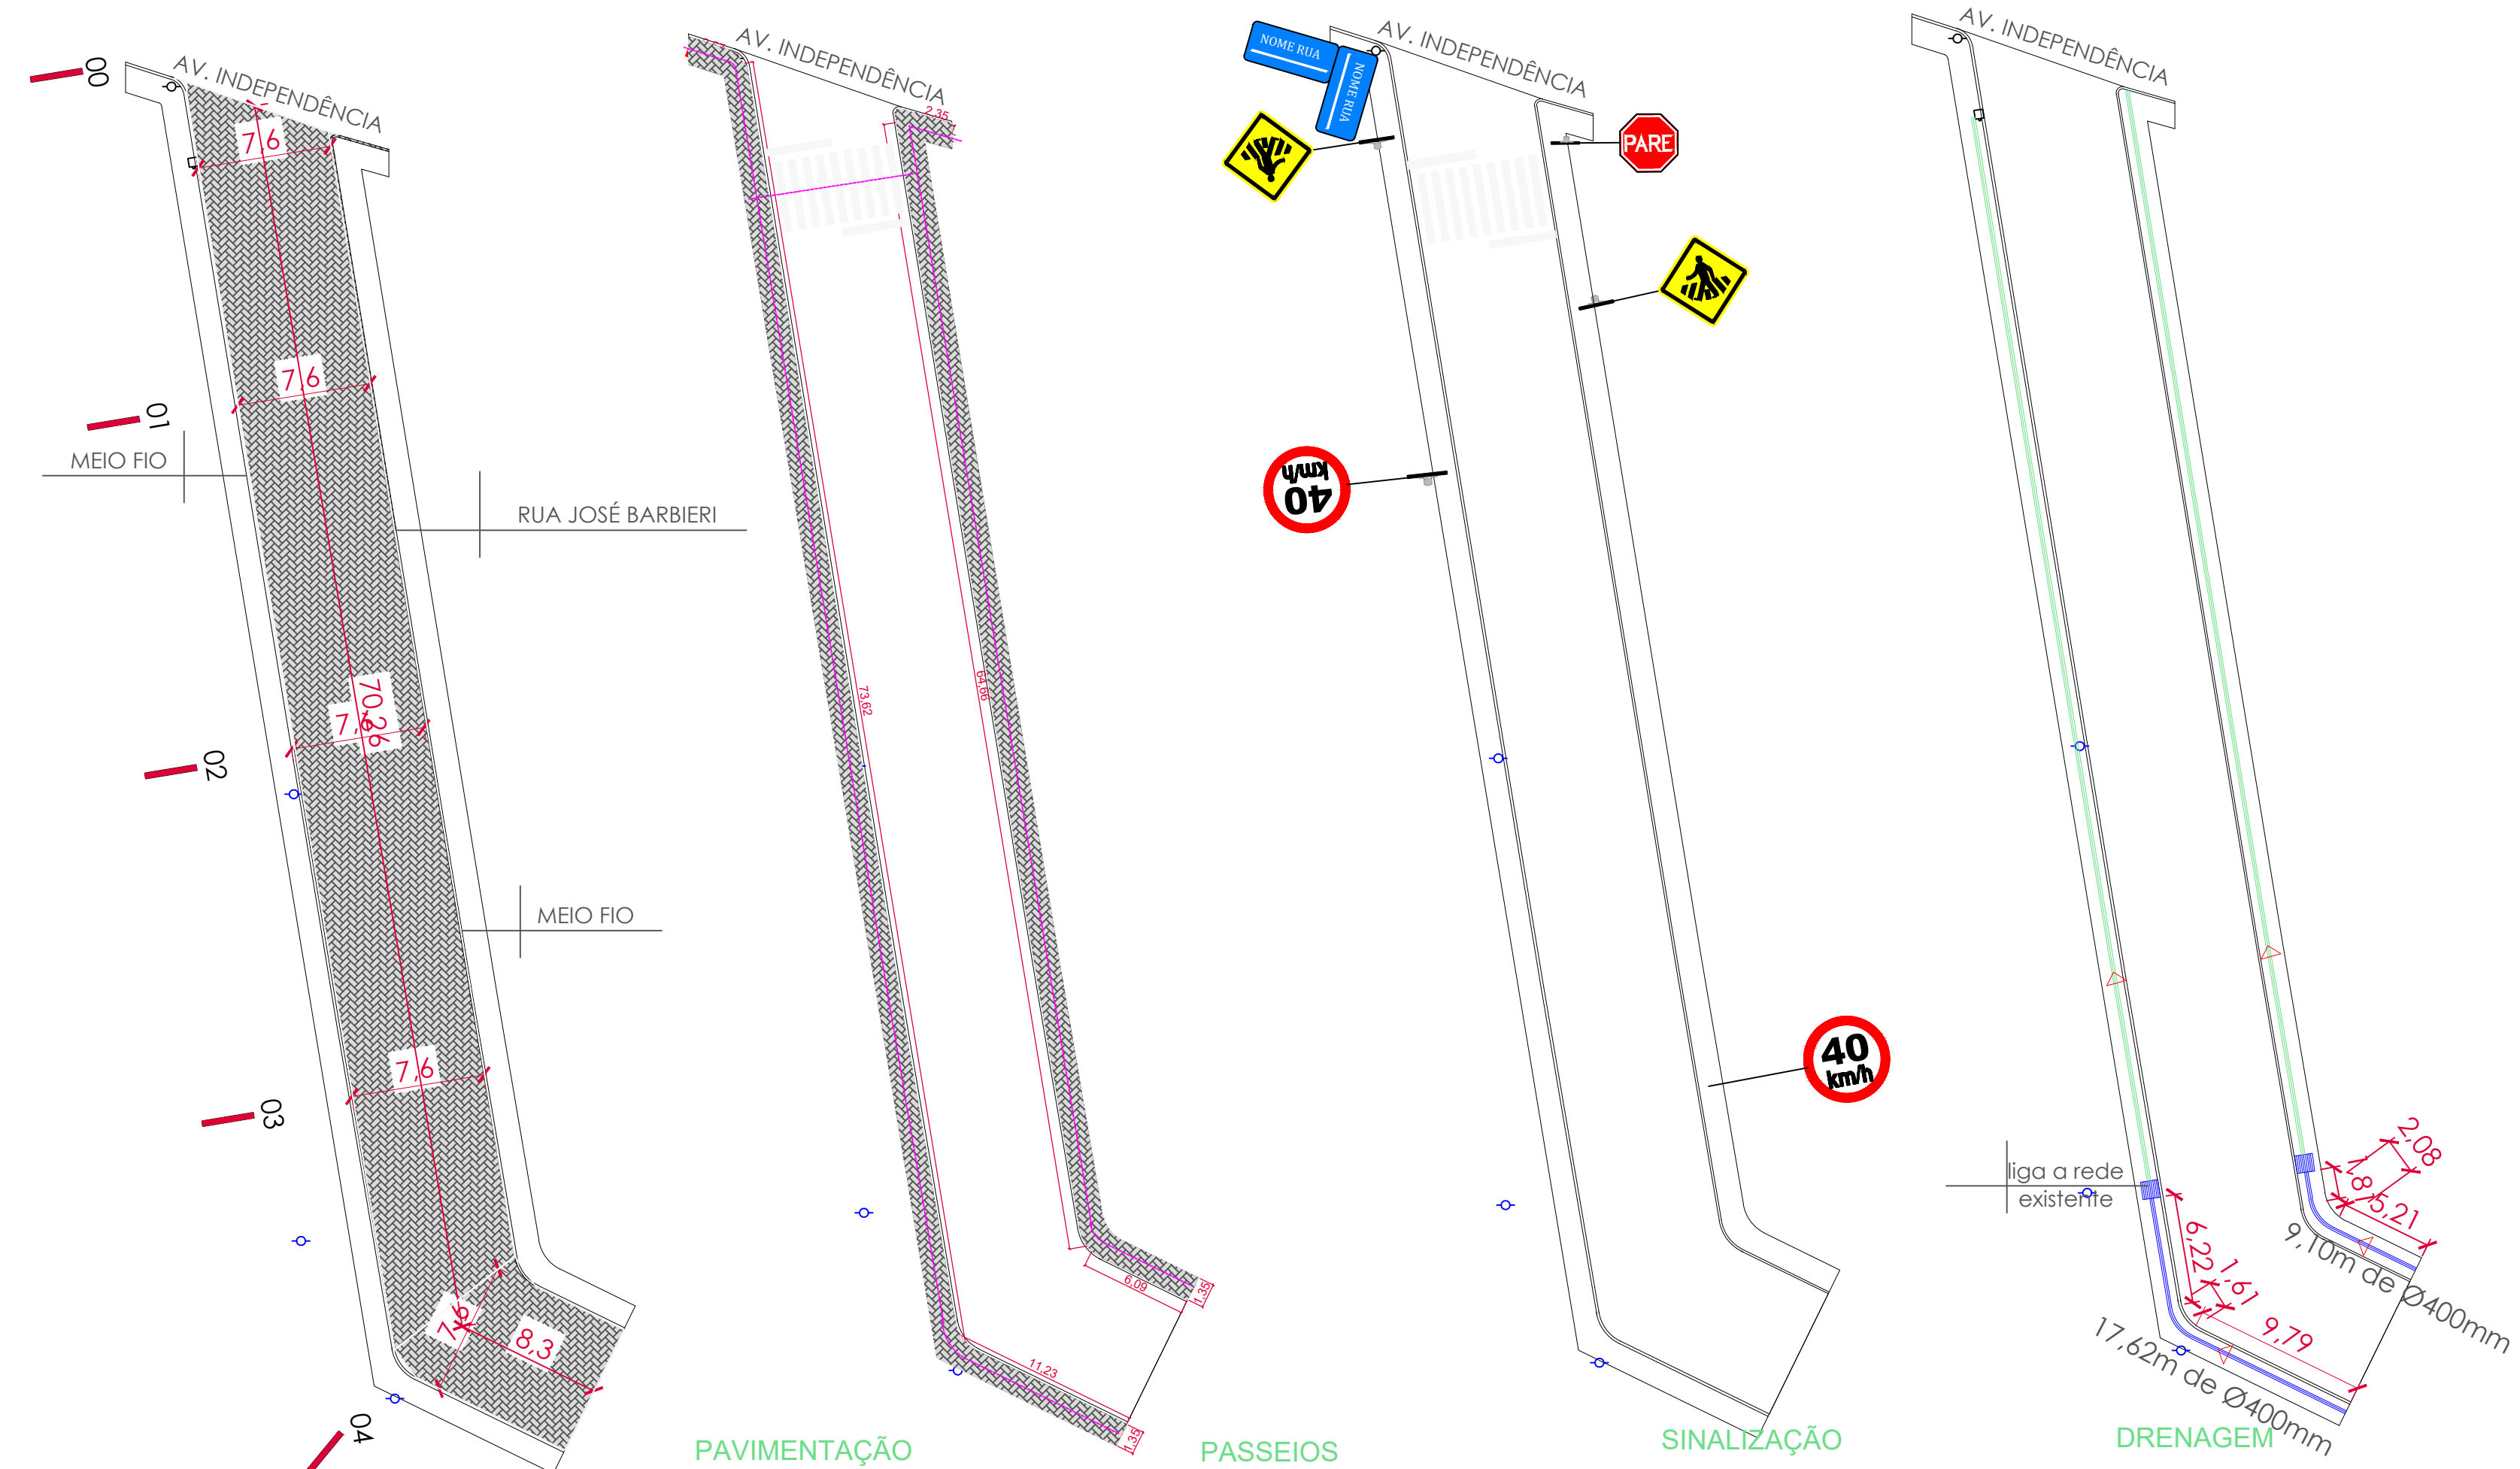 00
AV. INDEPENDÊNCIA
7,6
7,6
01
MEIO FIO
RUA JOSÉ BARBIERI
70,26
7,6
02
MEIO FIO
7,6
03
7,6
8,3
04
PAVIMENTAÇÃO
AV. INDEPENDÊNCIA
2,35
73,62
64,66
6,09
1,35
11,23
1,35
PASSEIOS
NOME RUA
NOME RUA
AV. INDEPENDÊNCIA
PARE
40
km/h
40
km/h
SINALIZAÇÃO
AV. INDEPENDÊNCIA
liga a rede
existente
2,08
5,21
9,10m de Ø400mm
6,22
1,61
9,79
17,62m de Ø400mm
DRENAGEM